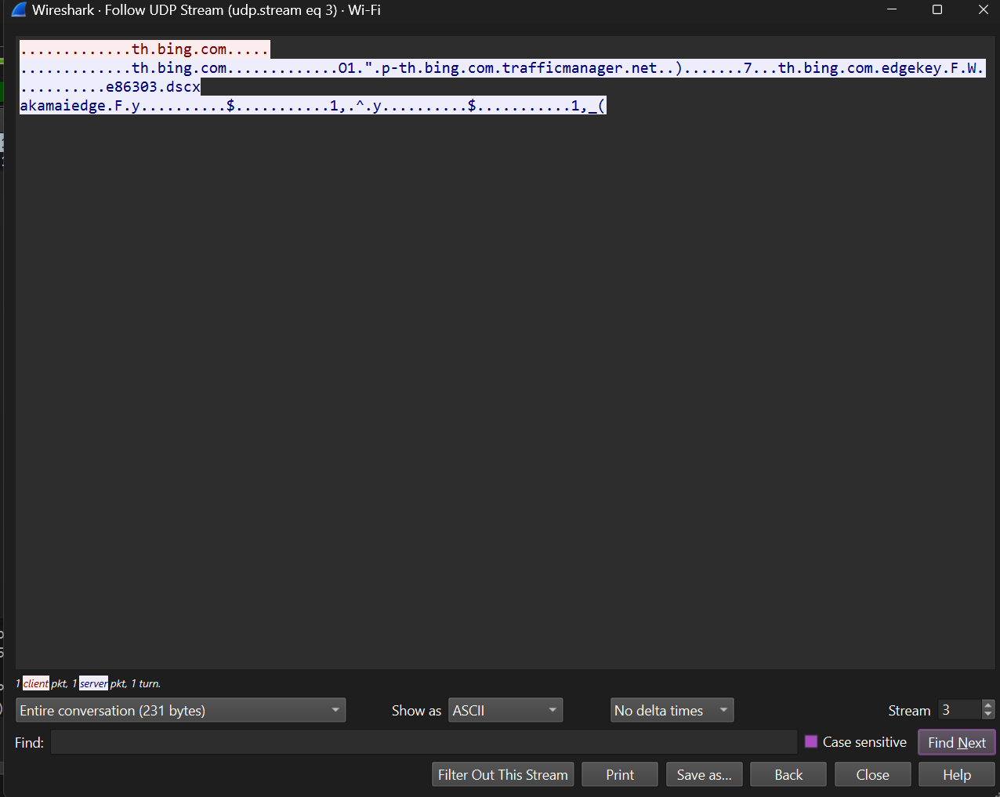 Wireshark · Follow UDP Stream (udp.stream eq 3) · Wi-Fi
.............th.bing.com.....
.............th.bing.com.............O1.".p-th.bing.com.trafficmanager.net..).......7...th.bing.com.edgekey.F.W.
..........e86303.dscx
akamaiedge.F.y..........$...........1,.^.y..........$...........1,_(
1 client pkt, 1 server pkt, 1 turn.
Entire conversation (231 bytes) Show as ASCII No delta times Stream 3
Find: Case sensitive Find Next
Filter Out This Stream Print Save as... Back Close Help